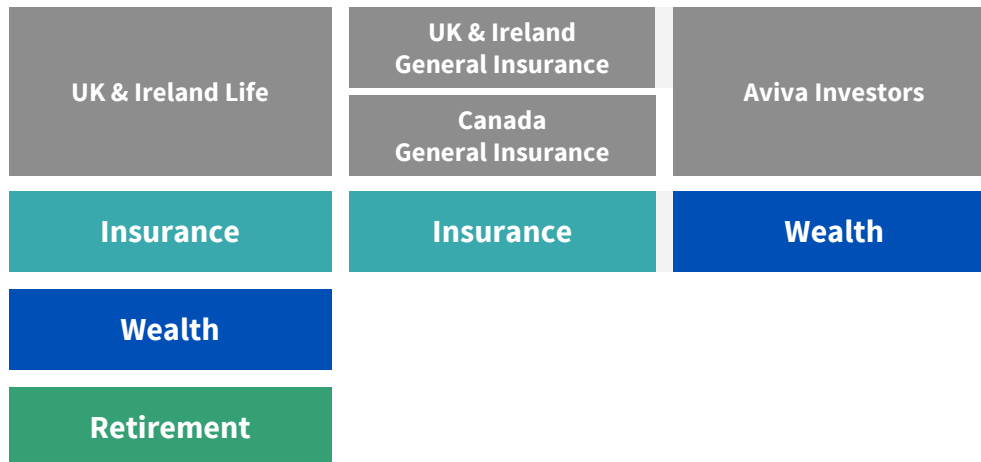 UK & Ireland Life
UK & Ireland
General Insurance
Canada
General Insurance
Aviva Investors
Insurance
Insurance
Wealth
Wealth
Retirement